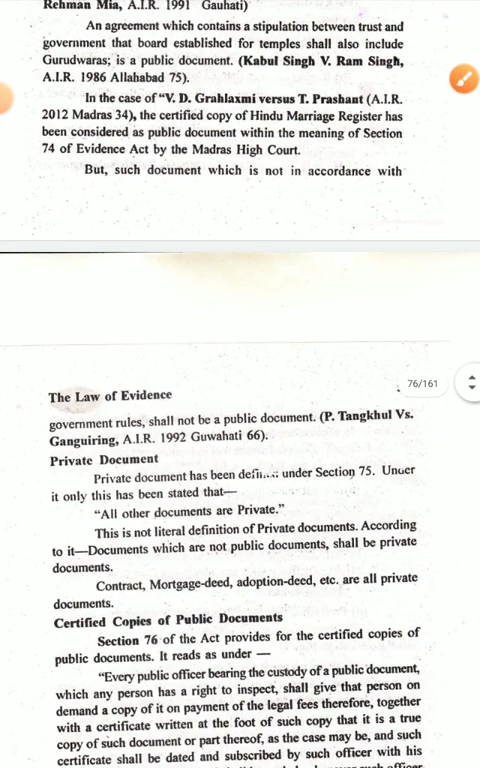 Rehman Mia, A.I.R. 1991 Gauhati)
An agreement which contains a stipulation between trust and
government that board established for temples shall also include
Gurudwaras; is a public document. (Kabul Singh V. Ram Singh,
A.I.R. 1986 Allahabad 75).
In the case of “V. D. Grahlaxmi versus T. Prashant (A.I.R.
2012 Madras 34), the certified copy of Hindu Marriage Register has
been considered as public document within the meaning of Section
74 of Evidence Act by the Madras High Court.
But, such document which is not in accordance with
76/161
The Law of Evidence
government rules, shall not be a public document. (P. Tangkhul Vs.
Ganguiring, A.I.R. 1992 Guwahati 66).
Private Document
Private document has been under Section 75. Under
it only this has been stated that—
“All other documents are Private.”
This is not literal definition of Private documents. According
to it—Documents which are not public documents, shall be private
documents.
Contract, Mortgage-deed, adoption-deed, etc. are all private
documents.
Certified Copies of Public Documents
Section 76 of the Act provides for the certified copies of
public documents. It reads as under —
“Every public officer bearing the custody of a public document,
which any person has a right to inspect, shall give that person on
demand a copy of it on payment of the legal fees therefore, together
with a certificate written at the foot of such copy that it is a true
copy of such document or part thereof, as the case may be, and such
certificate shall be dated and subscribed by such officer with his